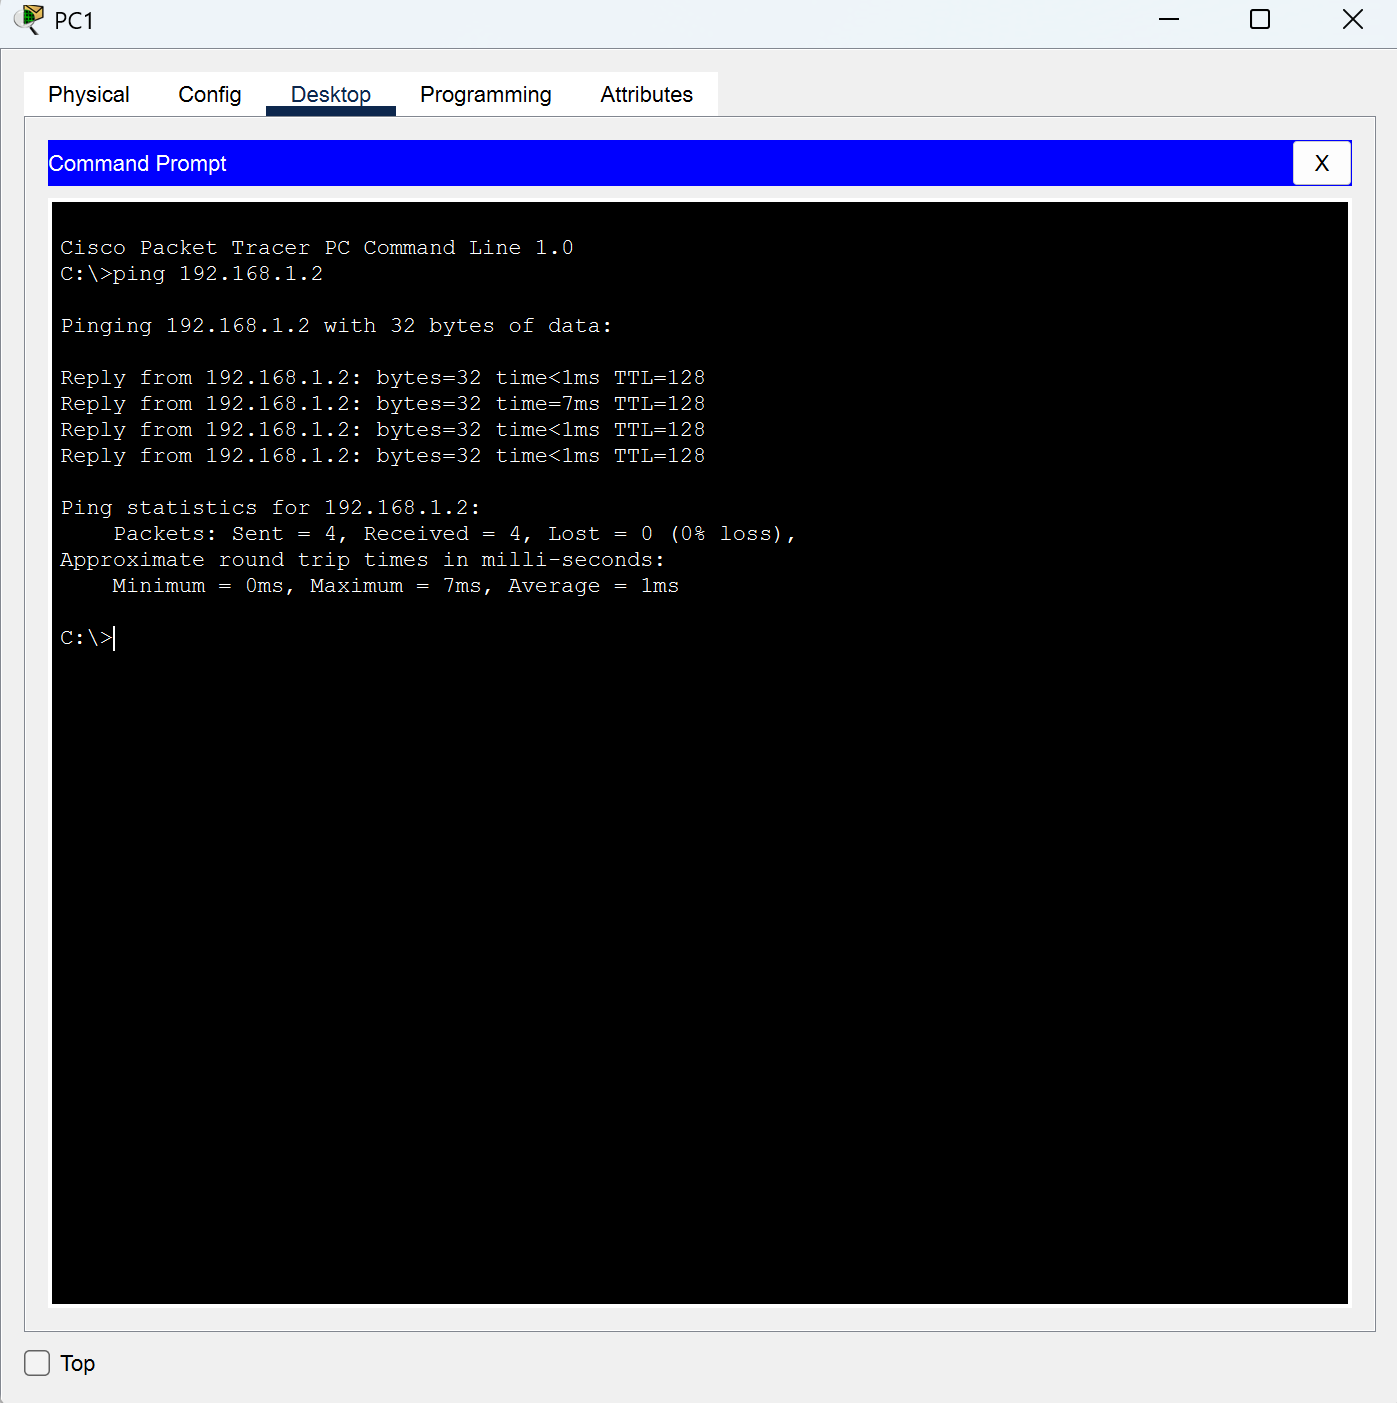 PC1
Physical Config Desktop Programming Attributes
Command Prompt X
Cisco Packet Tracer PC Command Line 1.0
C:\>ping 192.168.1.2
Pinging 192.168.1.2 with 32 bytes of data:
Reply from 192.168.1.2: bytes=32 time<1ms TTL=128
Reply from 192.168.1.2: bytes=32 time=7ms TTL=128
Reply from 192.168.1.2: bytes=32 time<1ms TTL=128
Reply from 192.168.1.2: bytes=32 time<1ms TTL=128
Ping statistics for 192.168.1.2:
    Packets: Sent = 4, Received = 4, Lost = 0 (0% loss),
Approximate round trip times in milli-seconds:
    Minimum = 0ms, Maximum = 7ms, Average = 1ms
C:\>
Top